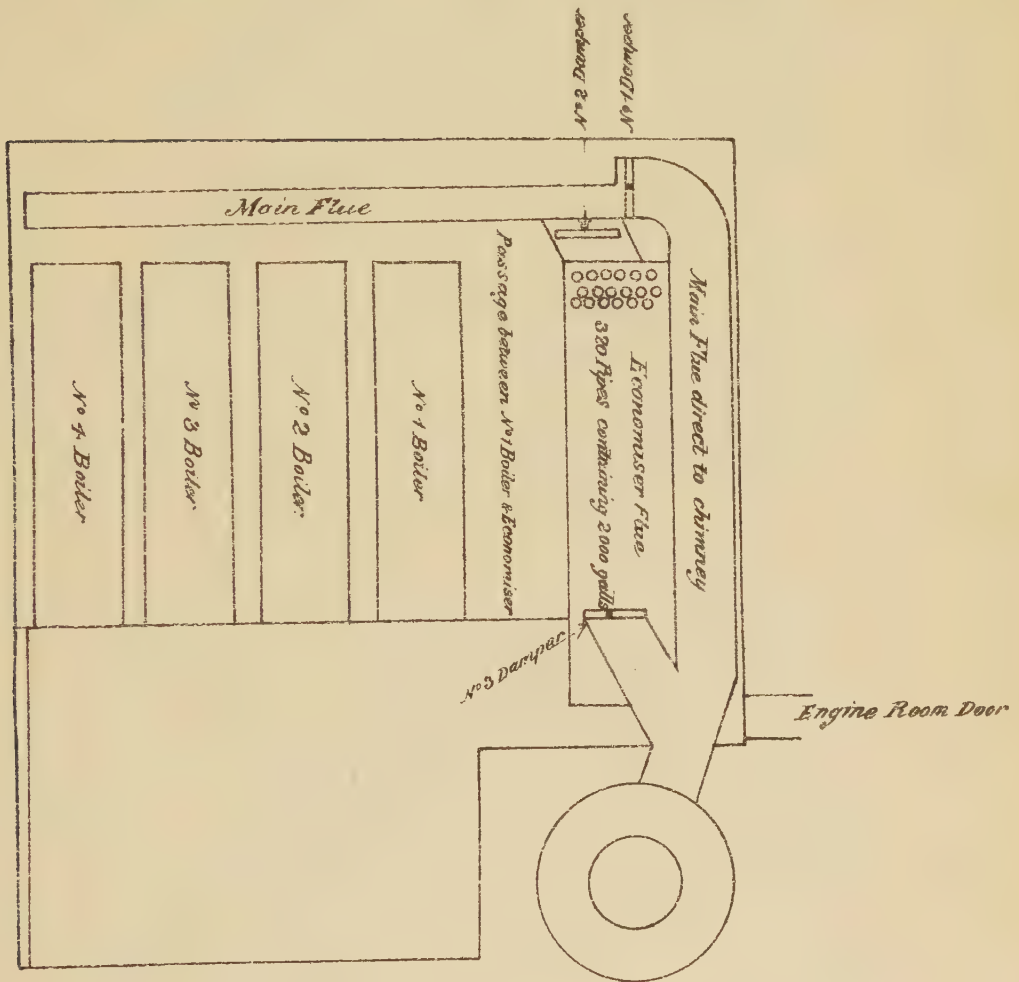 No 2 Damper
No 1 Damper
Main Flue
Main Flue direct to chimney
Economiser Flue
320 Pipes containing 2000 galls
Passage between No 1 Boiler & Economiser
No 1 Boiler
No 2 Boiler.
No 3 Boiler
No 4 Boiler
No 3 Damper
Engine Room Door